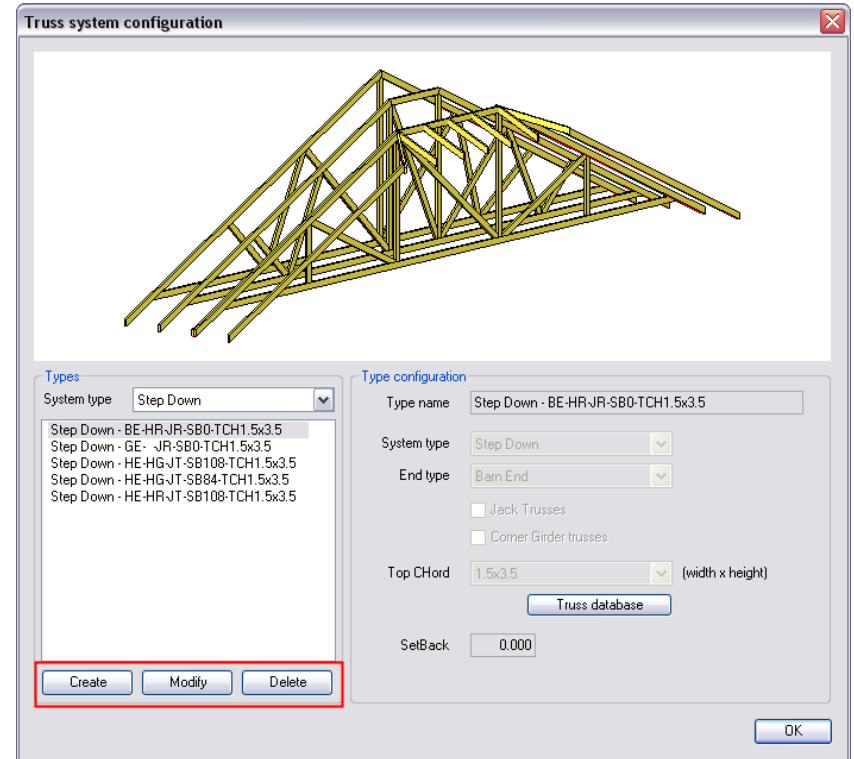 Truss system configuration
Types
System type Step Down
Step Down - BE-HR-JR-SB0-TCH1.5x3.5
Step Down - GE- -JR-SB0-TCH1.5x3.5
Step Down - HE-HG-JT-SB108-TCH1.5x3.5
Step Down - HE-HG-JT-SB84-TCH1.5x3.5
Step Down - HE-HR-JT-SB108-TCH1.5x3.5
Create Modify Delete
Type configuration
Type name Step Down - BE-HR-JR-SB0-TCH1.5x3.5
System type Step Down
End type Barn End
Jack Trusses
Corner Girder trusses
Top CHord 1.5x3.5 (width x height)
Truss database
SetBack 0.000
OK